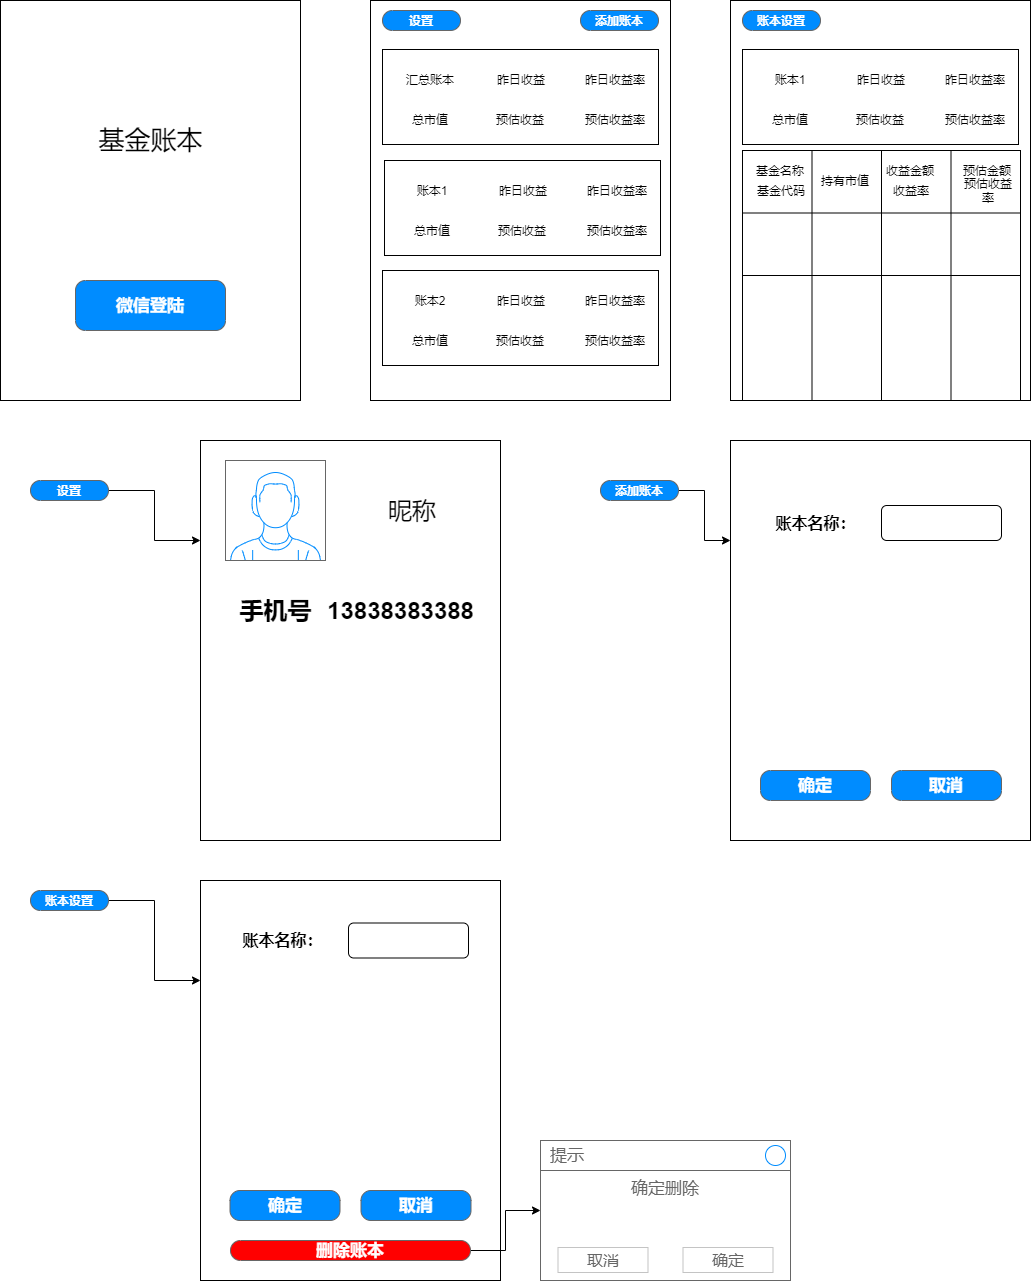 基金账本
微信登陆
设置
添加账本
汇总账本 昨日收益 昨日收益率
总市值 预估收益 预估收益率
账本1 昨日收益 昨日收益率
总市值 预估收益 预估收益率
账本2 昨日收益 昨日收益率
总市值 预估收益 预估收益率
账本设置
账本1 昨日收益 昨日收益率
总市值 预估收益 预估收益率
基金名称
基金代码
持有市值
收益金额
收益率
预估金额
预估收益
率
设置
昵称
手机号 13838383388
添加账本
账本名称：
确定 取消
账本设置
账本名称：
确定 取消
删除账本
提示
确定删除
取消 确定